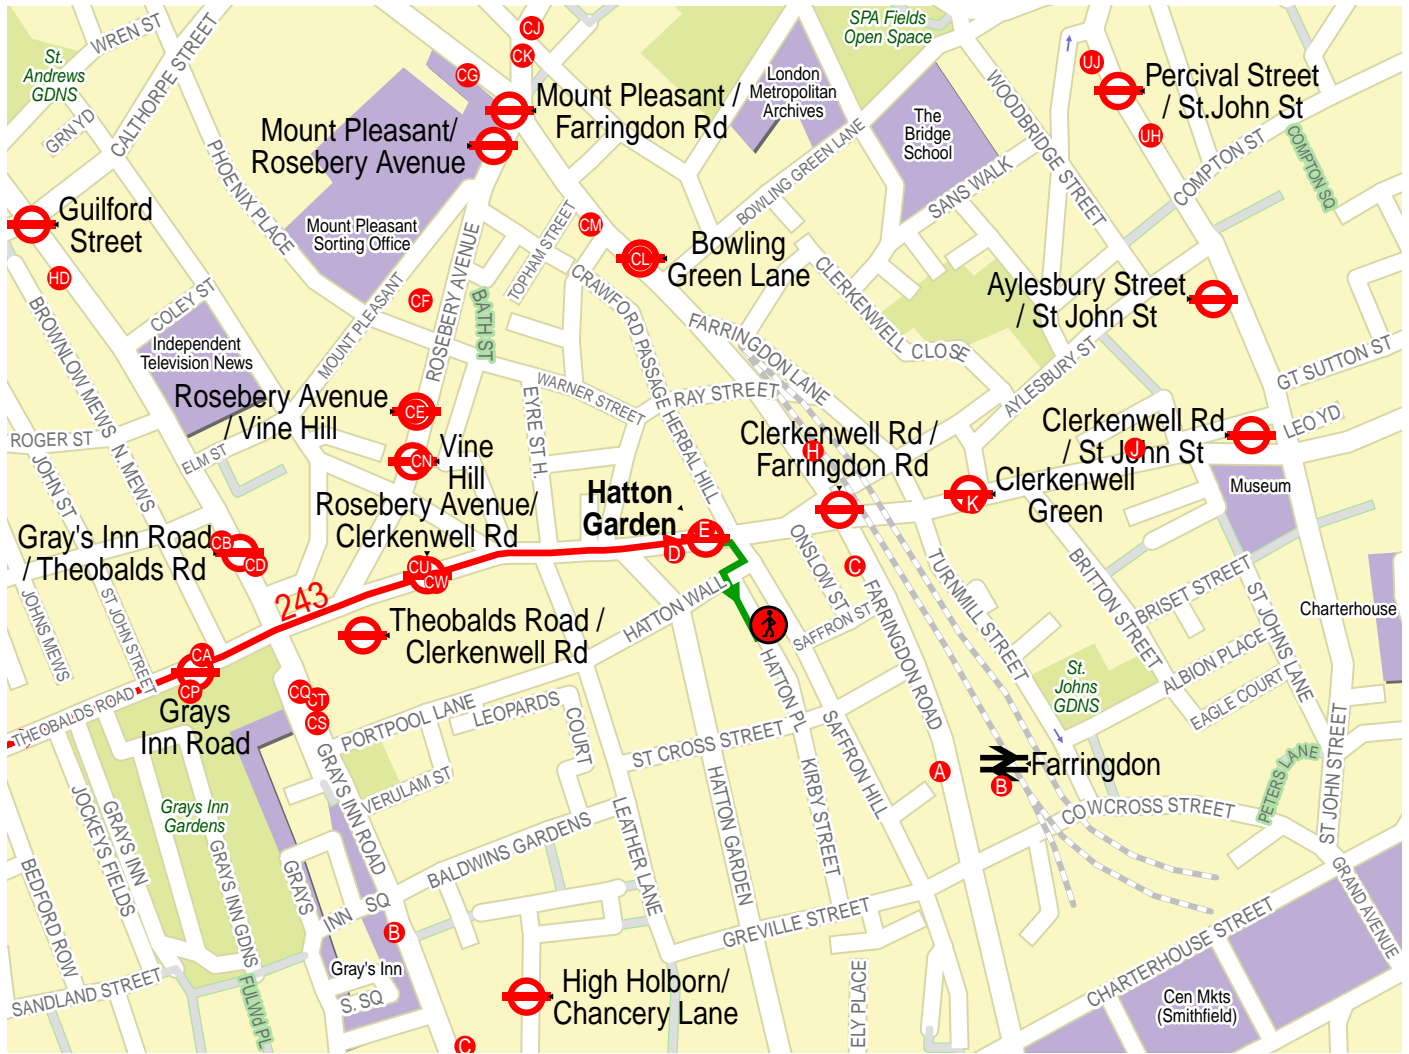 WREN ST
CALTHORPE STREET
St.
Andrews
GDNS
GRNYD
PHOENIX PLACE
CJ
CK
CG
Mount Pleasant /
Farringdon Rd
Mount Pleasant/
Rosebery Avenue
Mount Pleasant
Sorting Office
SPA Fields
Open Space
London
Metropolitan
Archives
The
Bridge
School
BOWLING GREEN LANE
SANS WALK
WOODBRIDGE STREET
UJ
Percival Street
/ St.John St
UH
COMPTON ST
COMPTON SQ
Guilford
Street
HD
COLEY ST
BROWNLOW MEWS
Independent
Television News
MOUNT PLEASANT
CF
ROSEBERY AVENUE
BATH ST
TOPHAM STREET
CM
CL
Bowling
Green Lane
CRAWFORD PASSAGE
CLERKENWELL CLOSE
FARRINGDON LANE
Aylesbury Street
/ St John St
AYLESBURY ST
GT SUTTON ST
LEO YD
Rosebery Avenue
/ Vine Hill
CE
CN
Vine
Hill
WARNER STREET
EYRE ST H.
RAY STREET
HERBAL HILL
Clerkenwell Rd /
Farringdon Rd
H
Clerkenwell Rd
/ St John St
J
Museum
K
Clerkenwell
Green
ROGER ST
JOHN ST
N. MEWS
ELM ST
Rosebery Avenue/
Clerkenwell Rd
Hatton
Garden
E
D
Gray's Inn Road
/ Theobalds Rd
CB
CD
CU
CW
243
JOHNS MEWS
ST JOHN STREET
Theobalds Road /
Clerkenwell Rd
HATTON WALL
ONSLOW ST
SAFFRON ST
C
FARRINGDON ROAD
TURNMILL STREET
BRITTON STREET
BRISET STREET
ST JOHNS LANE
Charterhouse
ALBION PLACE
EAGLE COURT
St.
Johns
GDNS
CA
CP
THEOBALDS ROAD
Grays
Inn Road
CQ
CT
CS
PORTPOOL LANE
LEOPARDS
COURT
VERULAM ST
ST CROSS STREET
HATTON PL
SAFFRON HILL
KIRBY STREET
HATTON GARDEN
A
B
Farringdon
COWCROSS STREET
PETERS LANE
ST JOHN STREET
GRAND AVENUE
JOCKEYS FIELDS
GRAYS INN
Grays Inn
Gardens
GRAYS INN GDNS
GRAYS INN ROAD
GRAYS
INN SQ
BALDWINS GARDENS
LEATHER LANE
BEDFORD ROW
SANDLAND STREET
FULWd PL
B
Gray's Inn
S. SQ
C
High Holborn/
Chancery Lane
GREVILLE STREET
ELY PLACE
CHARTERHOUSE STREET
Cen Mkts
(Smithfield)